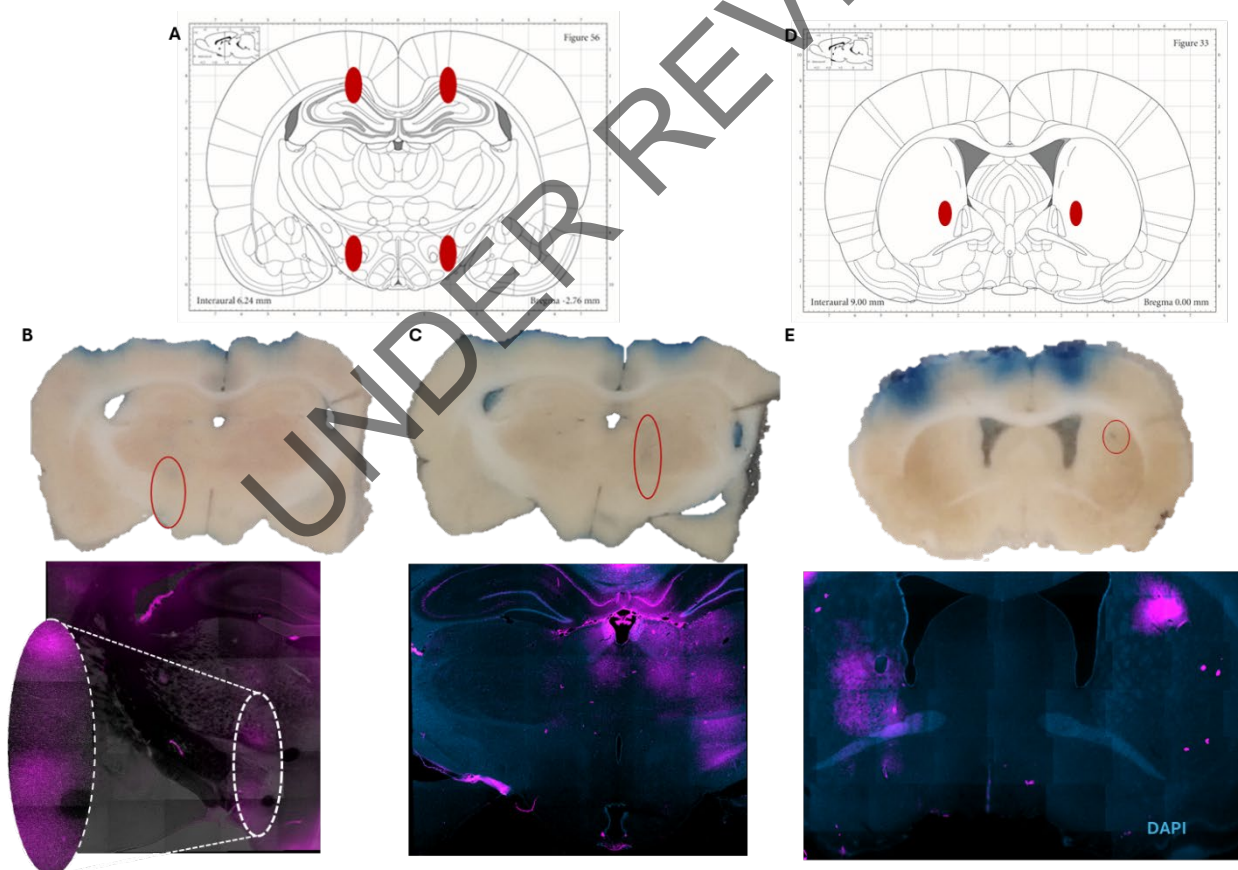 A
Figure 56
Interaural 6.24 mm
Bregma -2.76 mm
D
Figure 33
Interaural 9.00 mm
Bregma 0.00 mm
B
C
E
DAPI
UNDER REV